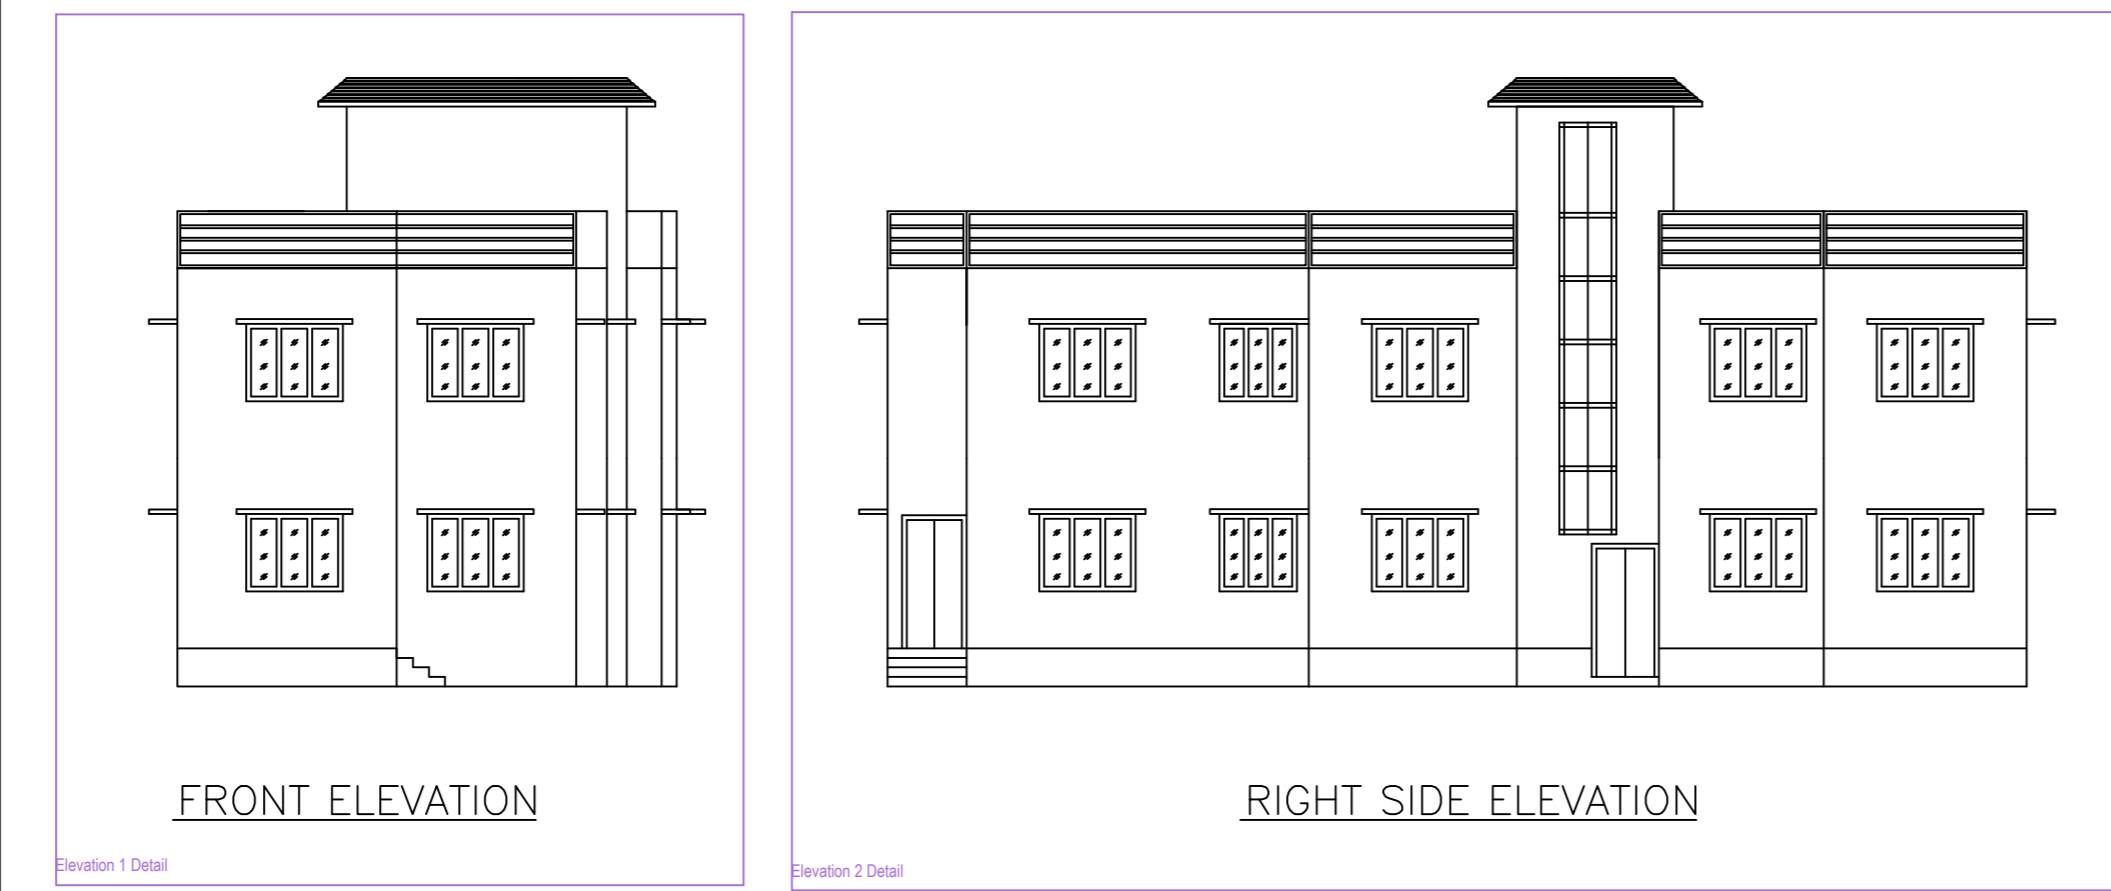 FRONT ELEVATION
Elevation 1 Detail
RIGHT SIDE ELEVATION
Elevation 2 Detail